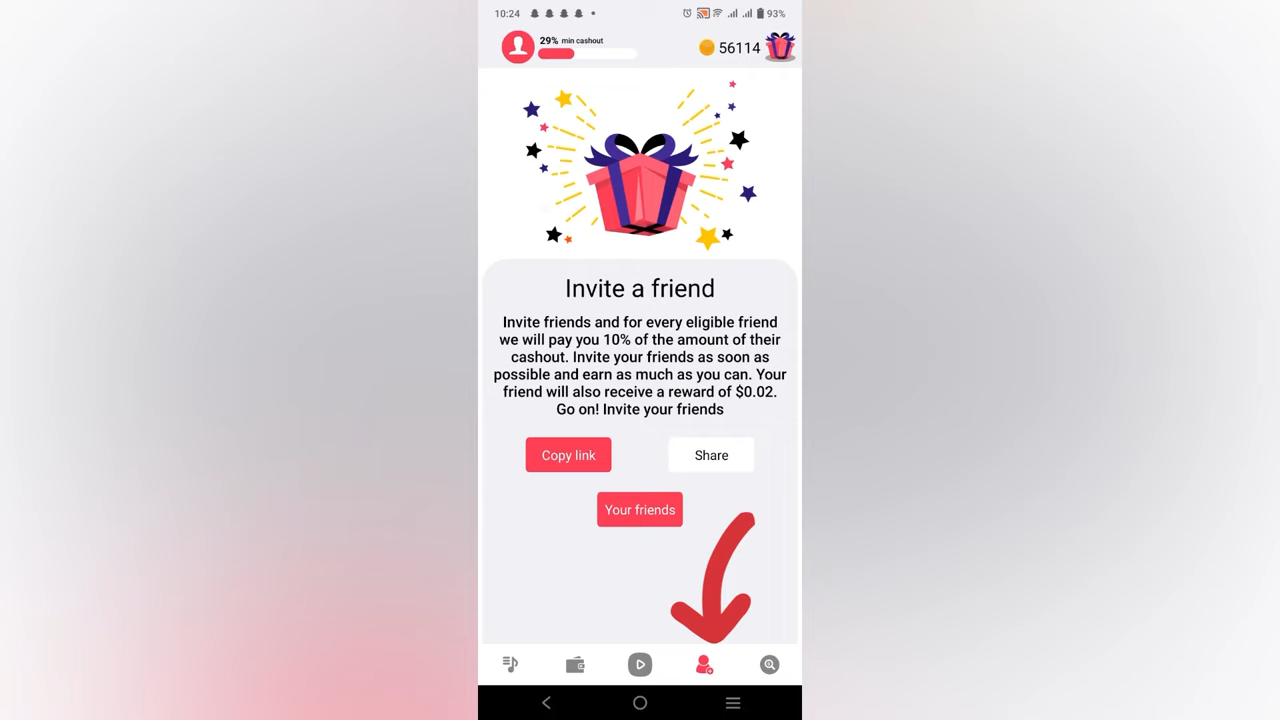 10:24
93%
29% min cashout
56114
Invite a friend
Invite friends and for every eligible friend
we will pay you 10% of the amount of their
cashout. Invite your friends as soon as
possible and earn as much as you can. Your
friend will also receive a reward of $0.02.
Go on! Invite your friends
Copy link
Share
Your friends